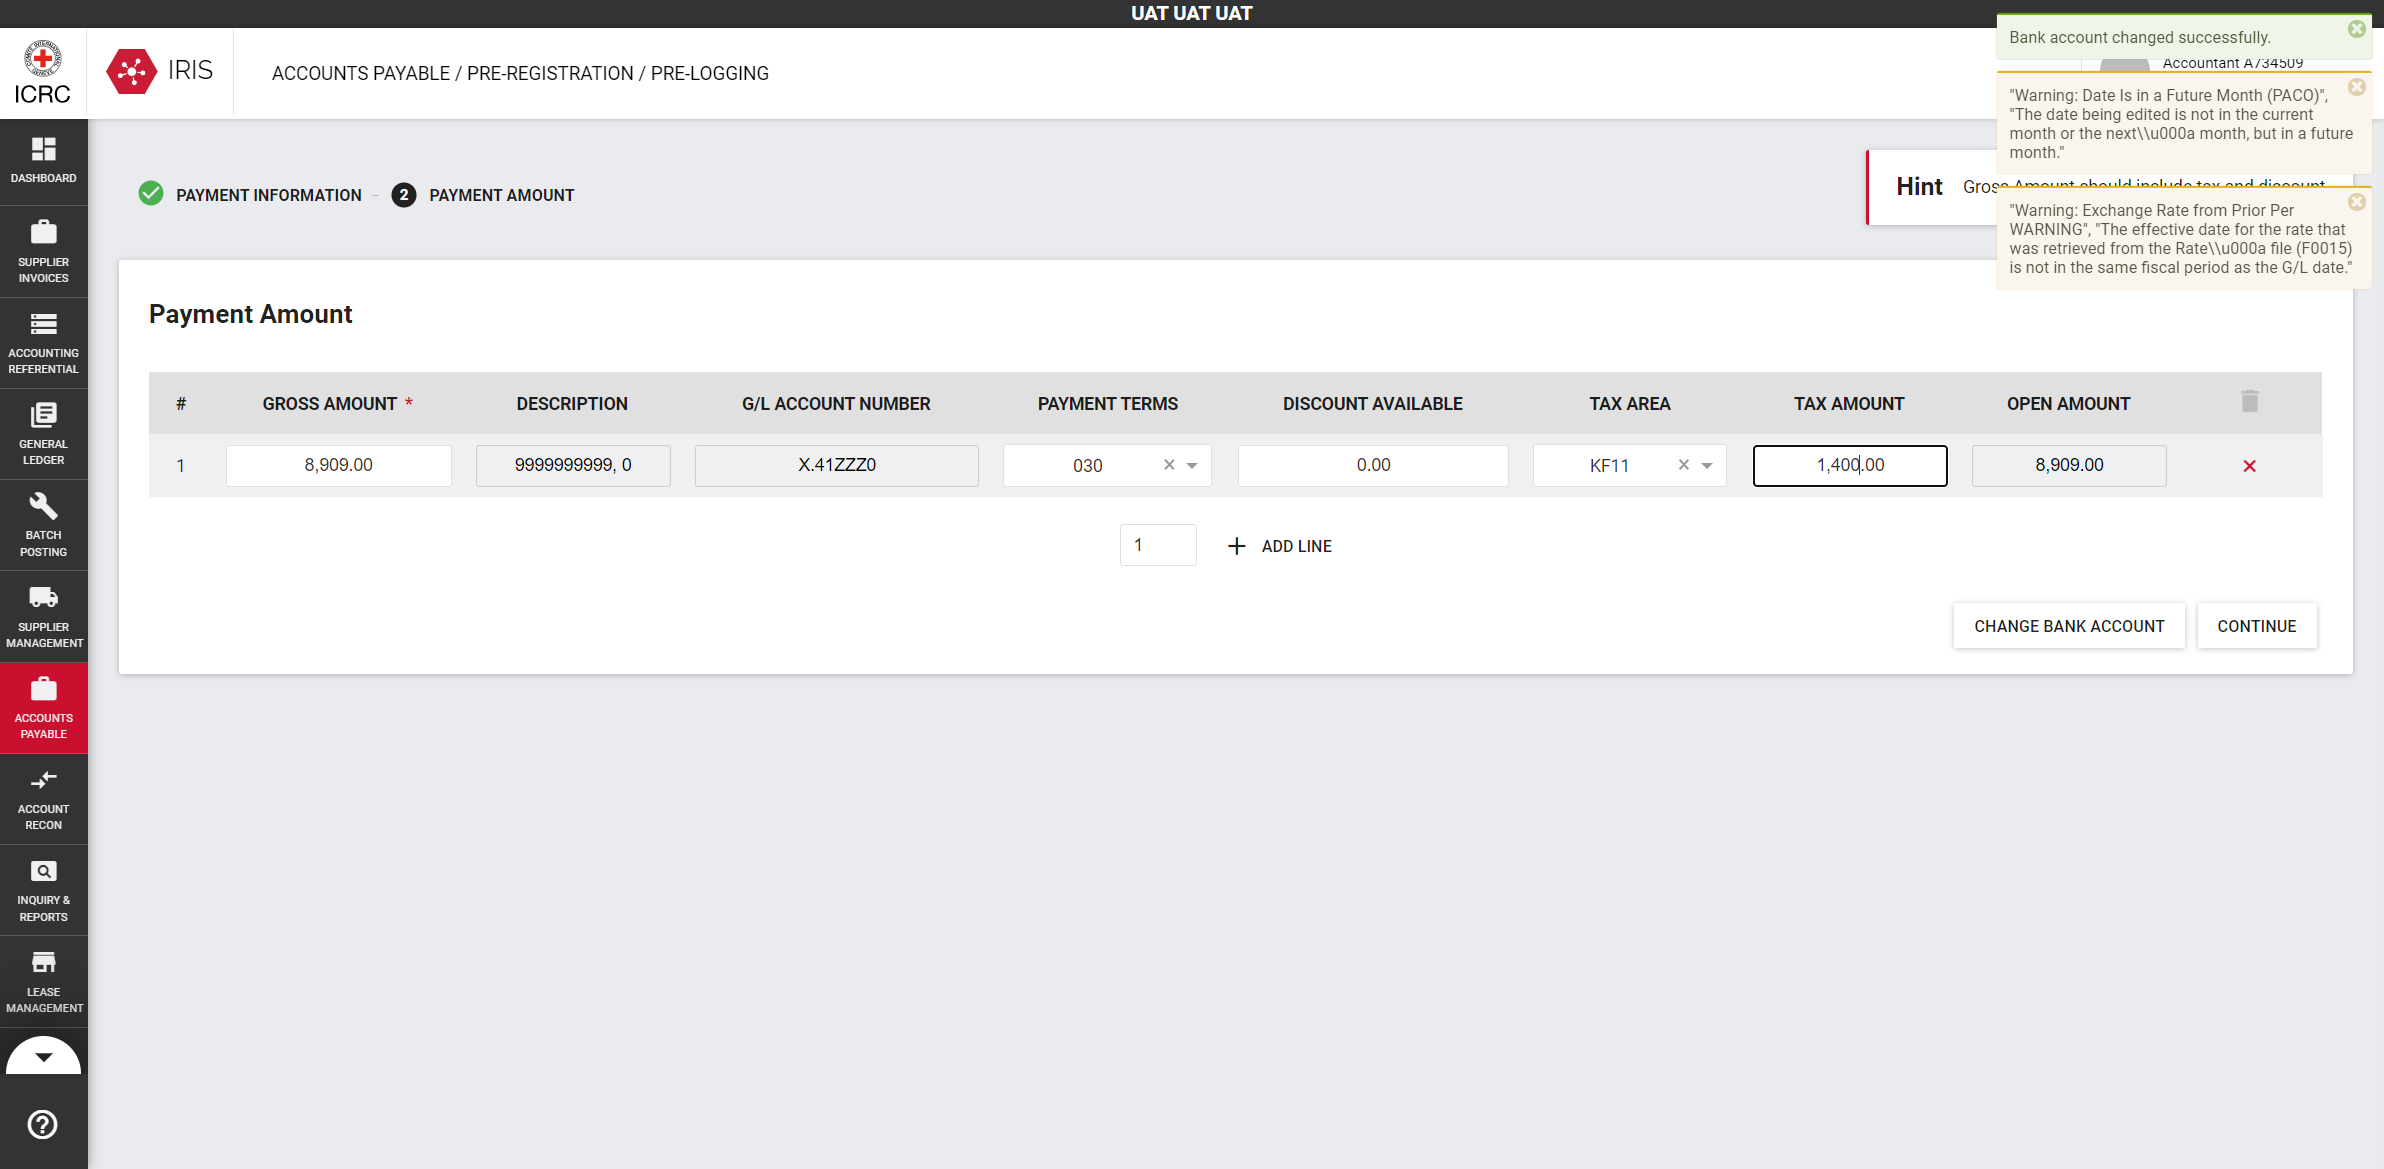 UAT UAT UAT
ICRC
IRIS
ACCOUNTS PAYABLE / PRE-REGISTRATION / PRE-LOGGING
Bank account changed successfully.
Accountant A734509
"Warning: Date Is in a Future Month (PACO)",
"The date being edited is not in the current
month or the next\\u000a month, but in a future
month."
"Warning: Exchange Rate from Prior Per
WARNING", "The effective date for the rate that
was retrieved from the Rate\\u000a file (F0015)
is not in the same fiscal period as the G/L date."
PAYMENT INFORMATION
2 PAYMENT AMOUNT
Hint Gross Amount should include tax and discount
Payment Amount
# GROSS AMOUNT * DESCRIPTION G/L ACCOUNT NUMBER PAYMENT TERMS DISCOUNT AVAILABLE TAX AREA TAX AMOUNT OPEN AMOUNT
1 8,909.00 9999999999, 0 X.41ZZZ0 030 0.00 KF11 1,400.00 8,909.00
1 ADD LINE
CHANGE BANK ACCOUNT CONTINUE
DASHBOARD
SUPPLIER
INVOICES
ACCOUNTING
REFERENTIAL
GENERAL
LEDGER
BATCH
POSTING
SUPPLIER
MANAGEMENT
ACCOUNTS
PAYABLE
ACCOUNT
RECON
INQUIRY &
REPORTS
LEASE
MANAGEMENT